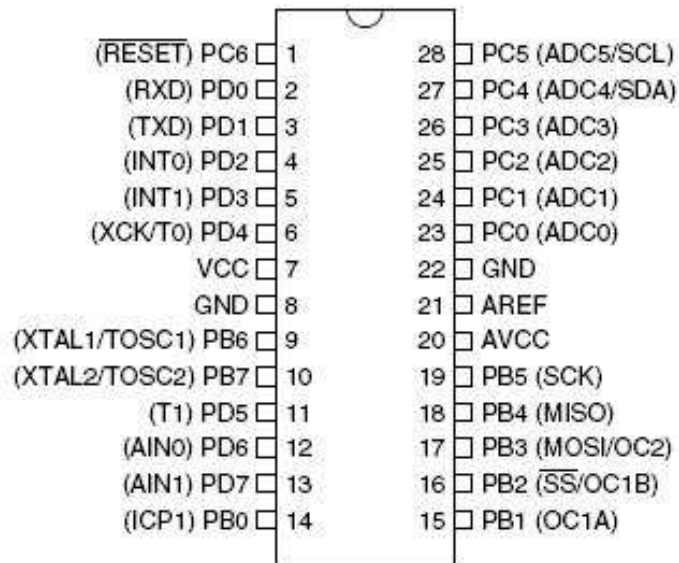 (RESET) PC6 1 28 PC5 (ADC5/SCL)
(RXD) PD0 2 27 PC4 (ADC4/SDA)
(TXD) PD1 3 26 PC3 (ADC3)
(INT0) PD2 4 25 PC2 (ADC2)
(INT1) PD3 5 24 PC1 (ADC1)
(XCK/T0) PD4 6 23 PC0 (ADC0)
VCC 7 22 GND
GND 8 21 AREF
(XTAL1/TOSC1) PB6 9 20 AVCC
(XTAL2/TOSC2) PB7 10 19 PB5 (SCK)
(T1) PD5 11 18 PB4 (MISO)
(AIN0) PD6 12 17 PB3 (MOSI/OC2)
(AIN1) PD7 13 16 PB2 (SS/OC1B)
(ICP1) PB0 14 15 PB1 (OC1A)